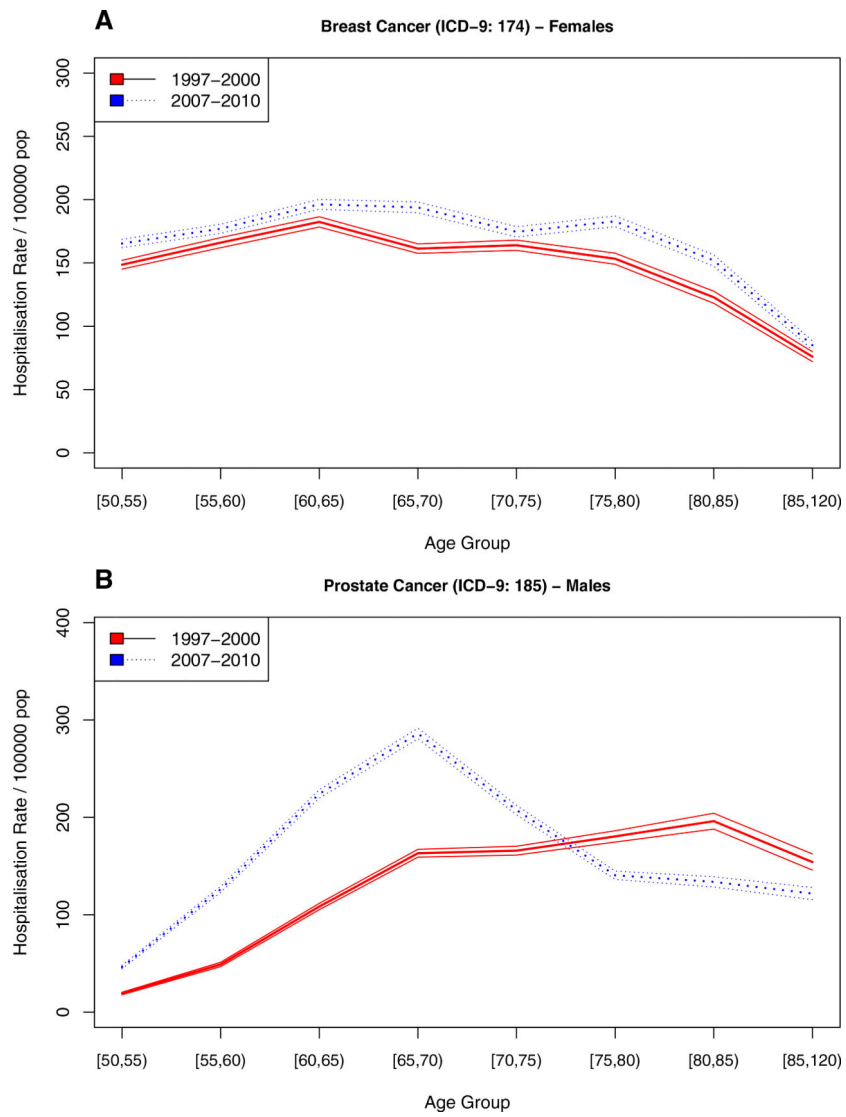 A
Breast Cancer (ICD-9: 174) – Females
1997–2000
2007–2010
Hospitalisation Rate / 100000 pop
300
250
200
150
100
50
0
[50,55) [55,60) [60,65) [65,70) [70,75) [75,80) [80,85) [85,120)
Age Group
B
Prostate Cancer (ICD-9: 185) – Males
1997–2000
2007–2010
Hospitalisation Rate / 100000 pop
400
300
200
100
0
[50,55) [55,60) [60,65) [65,70) [70,75) [75,80) [80,85) [85,120)
Age Group